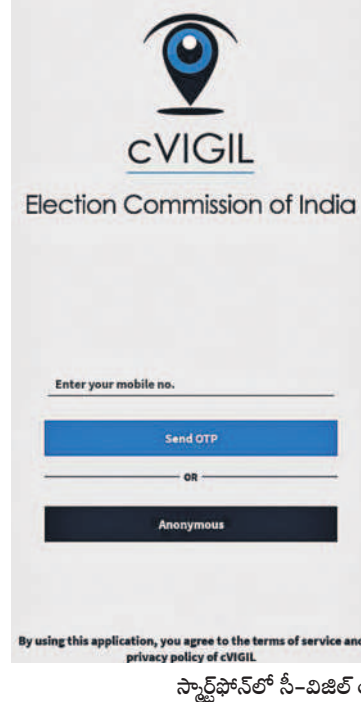 cVIGIL
Election Commission of India
Enter your mobile no.
Send OTP
OR
Anonymous
By using this application, you agree to the terms of service and
privacy policy of cVIGIL
స్మార్ట్‌ఫోన్‌లో సీ-విజిల్